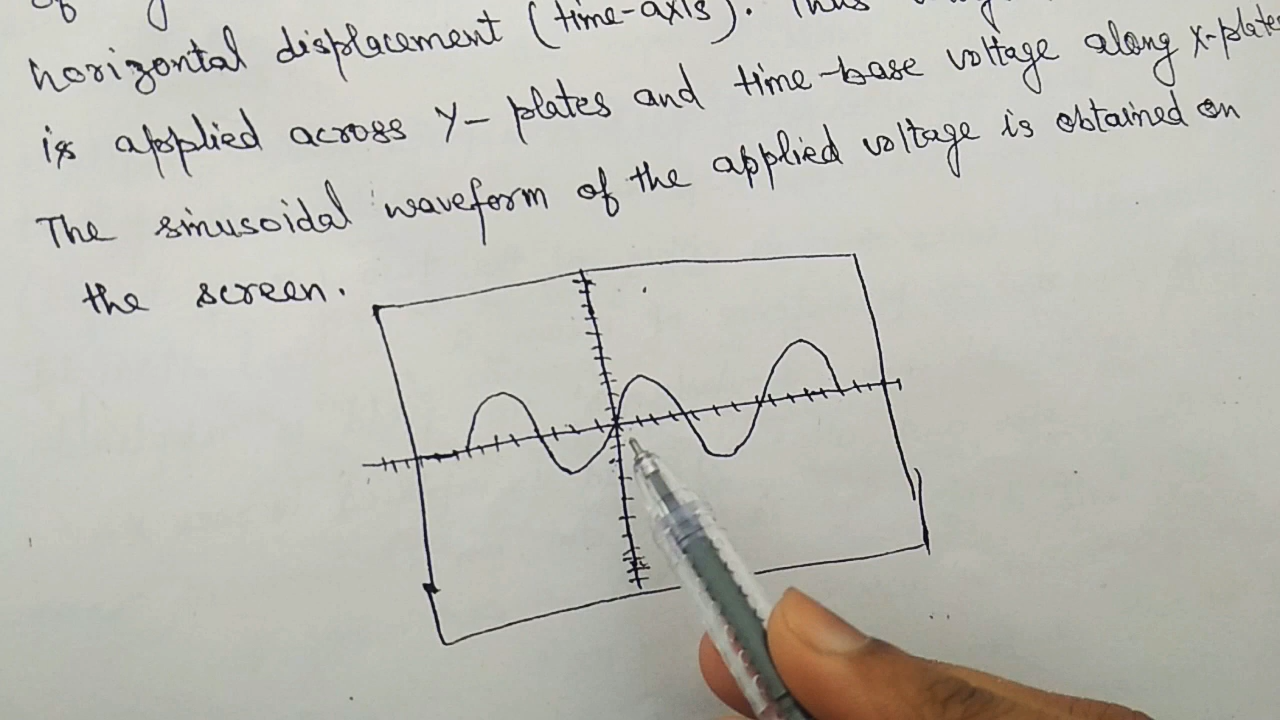 of
horizontal displacement (time-axis). Thus
is applied across Y- plates and time-base voltage along X-plates
The sinusoidal waveform of the applied voltage is obtained on
the screen.